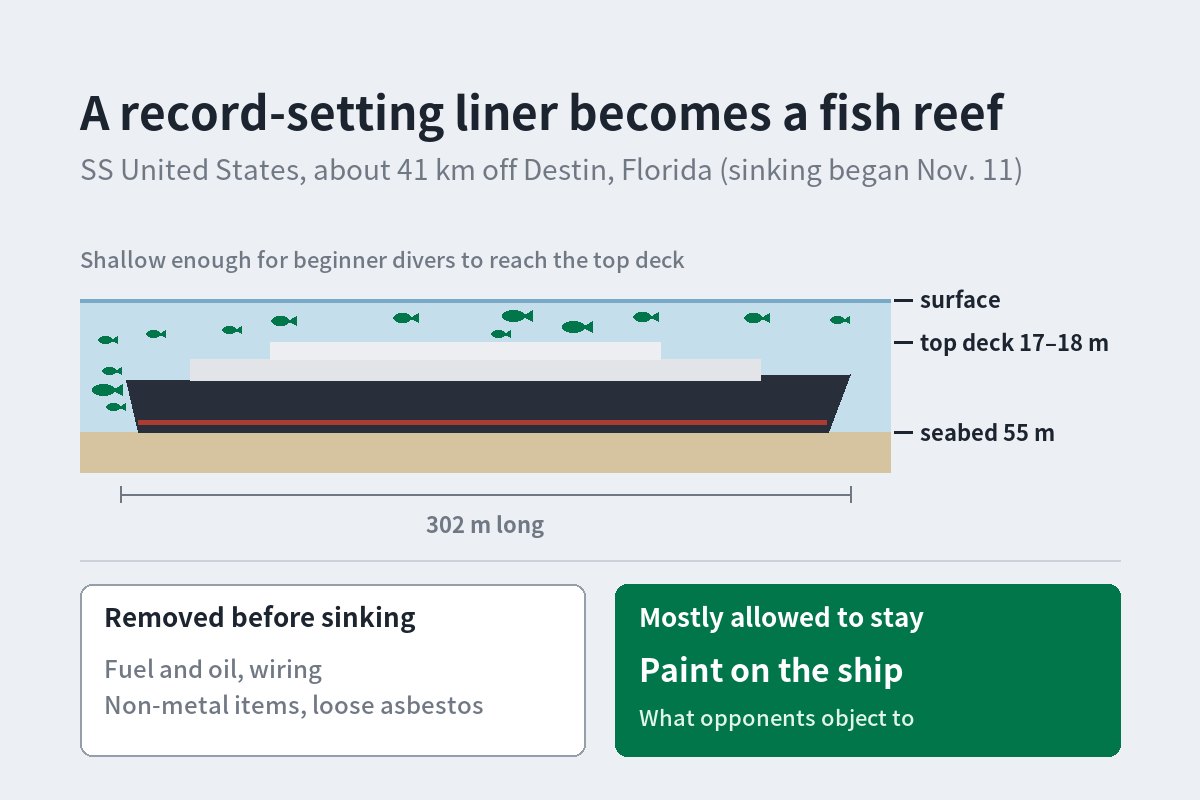 A record-setting liner becomes a fish reef
SS United States, about 41 km off Destin, Florida (sinking began Nov. 11)
Shallow enough for beginner divers to reach the top deck
surface
top deck 17–18 m
seabed 55 m
302 m long
Removed before sinking
Fuel and oil, wiring
Non-metal items, loose asbestos
Mostly allowed to stay
Paint on the ship
What opponents object to